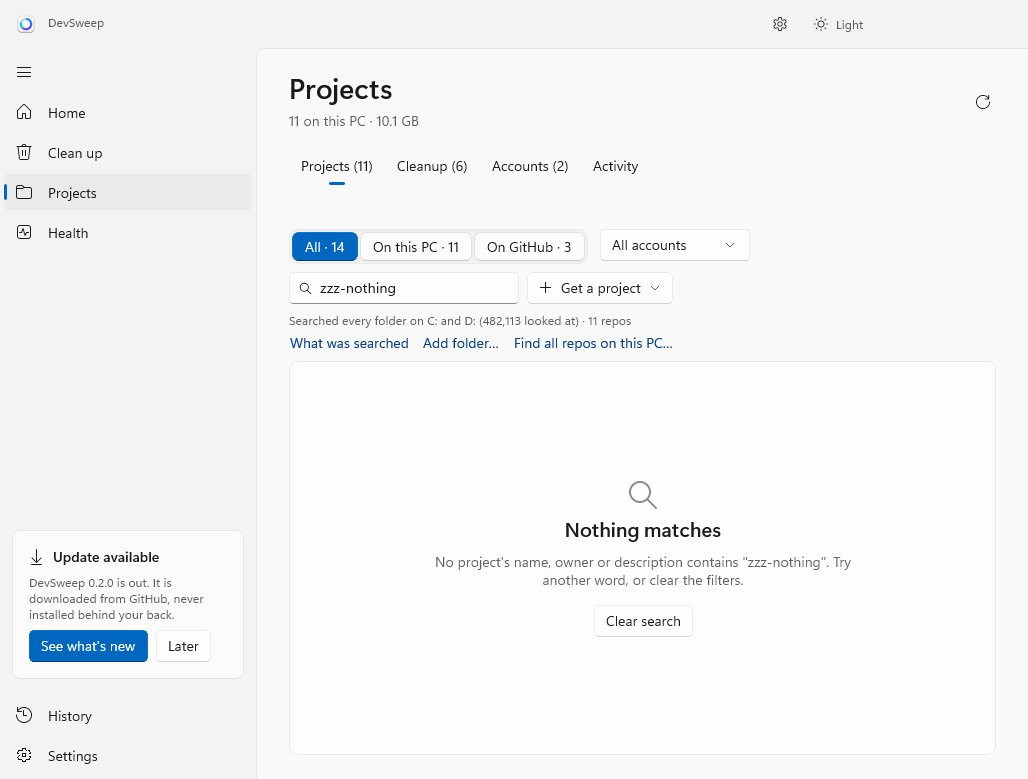 DevSweep
Light
Home
Clean up
Projects
Health
Update available
DevSweep 0.2.0 is out. It is
downloaded from GitHub, never
installed behind your back.
See what's new
Later
History
Settings
Projects
11 on this PC · 10.1 GB
Projects (11)
Cleanup (6)
Accounts (2)
Activity
All · 14
On this PC · 11
On GitHub · 3
All accounts
zzz-nothing
Get a project
Searched every folder on C: and D: (482,113 looked at) · 11 repos
What was searched
Add folder...
Find all repos on this PC...
Nothing matches
No project's name, owner or description contains "zzz-nothing". Try
another word, or clear the filters.
Clear search